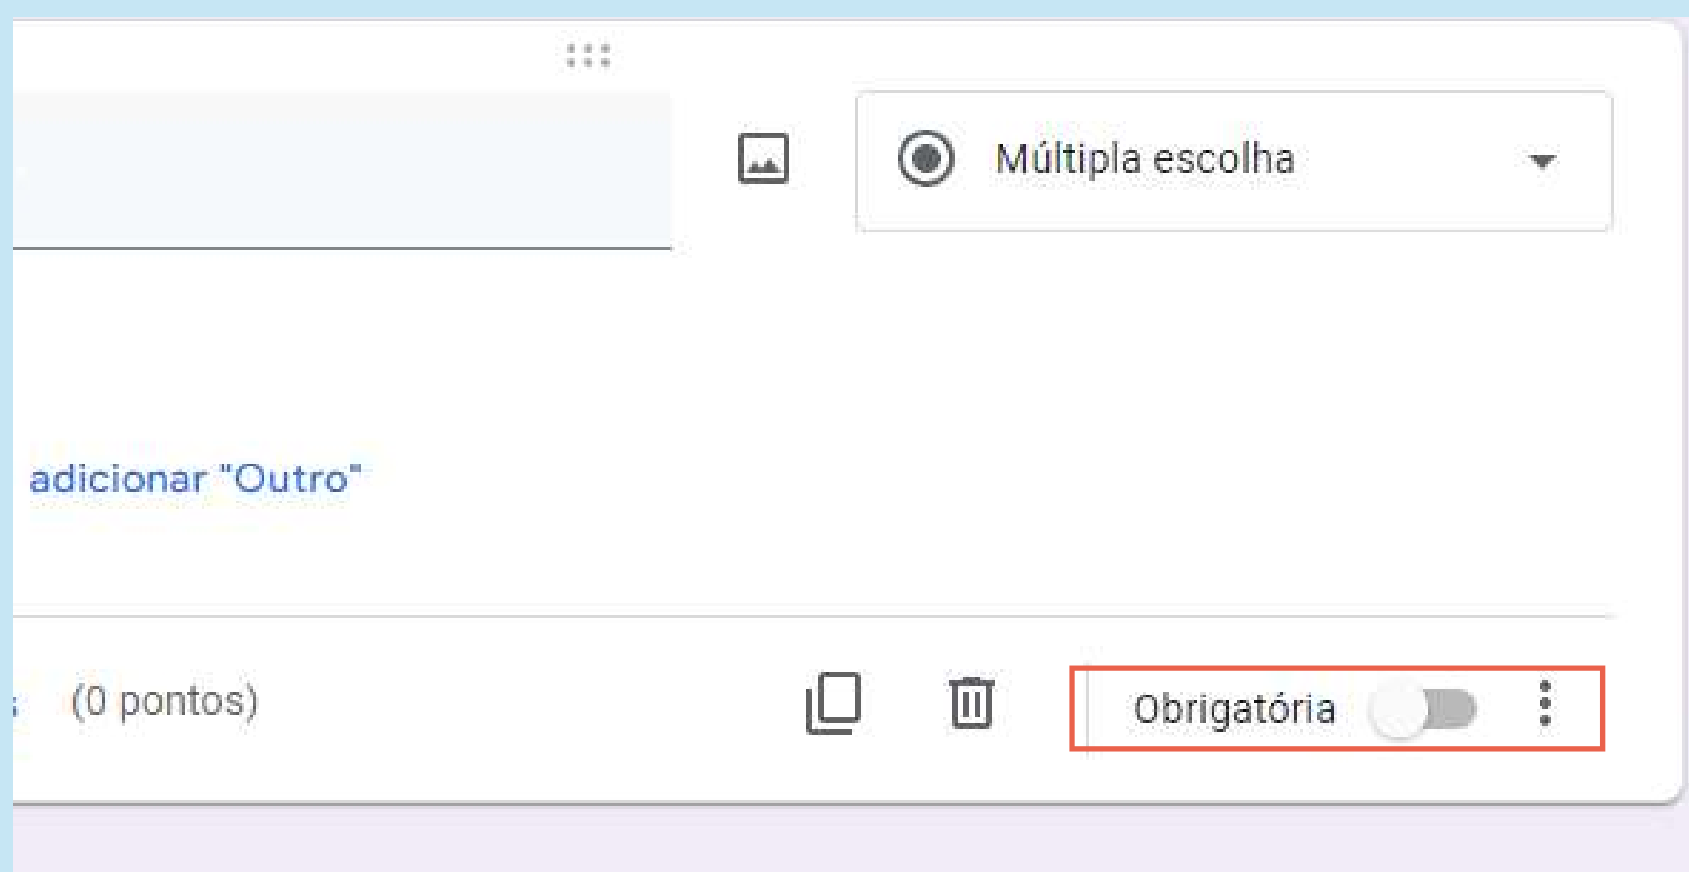 Múltipla escolha
adicionar "Outro"
(0 pontos)
Obrigatória